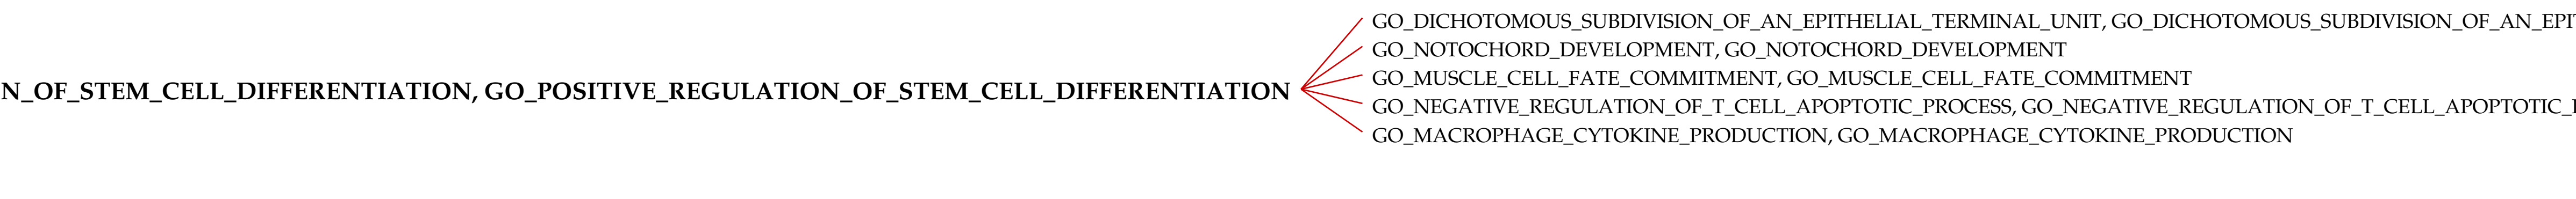 N_OF_STEM_CELL_DIFFERENTIATION, GO_POSITIVE_REGULATION_OF_STEM_CELL_DIFFERENTIATION
GO_DICHOTOMOUS_SUBDIVISION_OF_AN_EPITHELIAL_TERMINAL_UNIT, GO_DICHOTOMOUS_SUBDIVISION_OF_AN_EPI
GO_NOTOCHORD_DEVELOPMENT, GO_NOTOCHORD_DEVELOPMENT
GO_MUSCLE_CELL_FATE_COMMITMENT, GO_MUSCLE_CELL_FATE_COMMITMENT
GO_NEGATIVE_REGULATION_OF_T_CELL_APOPTOTIC_PROCESS, GO_NEGATIVE_REGULATION_OF_T_CELL_APOPTOTIC_
GO_MACROPHAGE_CYTOKINE_PRODUCTION, GO_MACROPHAGE_CYTOKINE_PRODUCTION